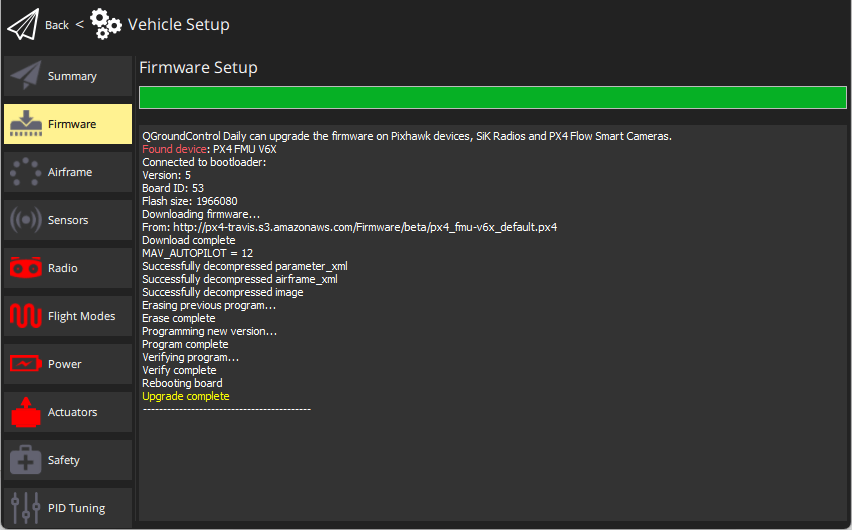 Back < Vehicle Setup
Summary
Firmware
Airframe
Sensors
Radio
Flight Modes
Power
Actuators
Safety
PID Tuning
Firmware Setup
QGroundControl Daily can upgrade the firmware on Pixhawk devices, SiK Radios and PX4 Flow Smart Cameras.
Found device: PX4 FMU V6X
Connected to bootloader:
Version: 5
Board ID: 53
Flash size: 1966080
Downloading firmware...
From: http://px4-travis.s3.amazonaws.com/Firmware/beta/px4_fmu-v6x_default.px4
Download complete
MAV_AUTOPILOT = 12
Successfully decompressed parameter_xml
Successfully decompressed airframe_xml
Successfully decompressed image
Erasing previous program...
Erase complete
Programming new version...
Program complete
Verifying program...
Verify complete
Rebooting board
Upgrade complete
------------------------------------------